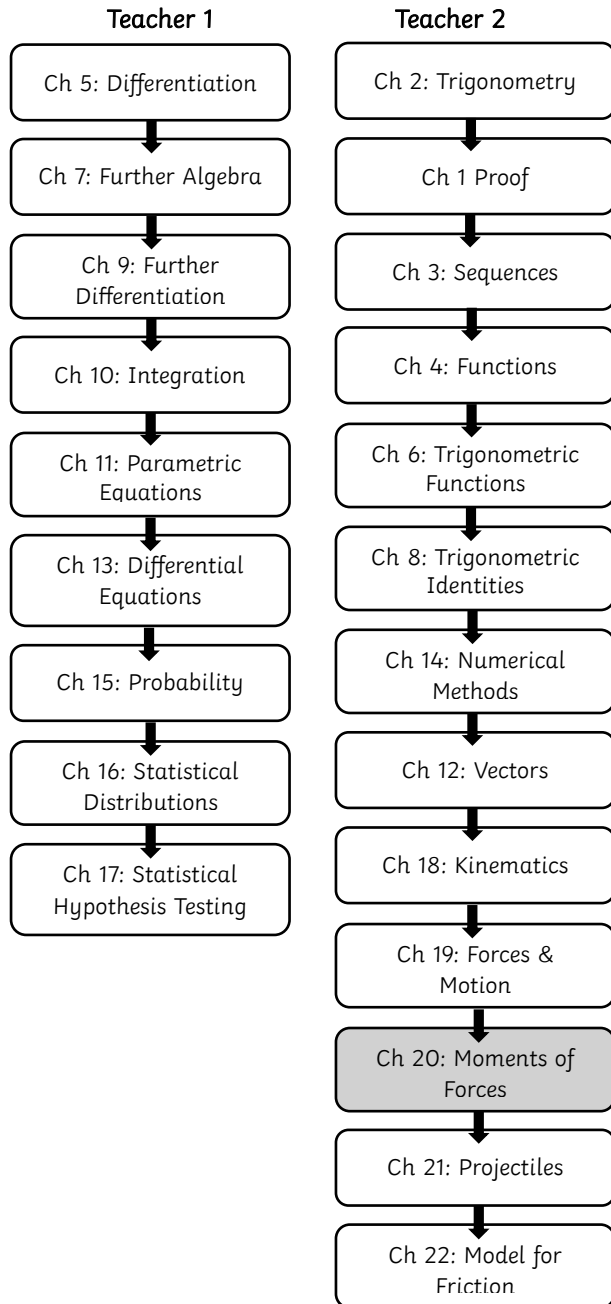 Teacher 1
Ch 5: Differentiation
Ch 7: Further Algebra
Ch 9: Further
Differentiation
Ch 10: Integration
Ch 11: Parametric
Equations
Ch 13: Differential
Equations
Ch 15: Probability
Ch 16: Statistical
Distributions
Ch 17: Statistical
Hypothesis Testing
Teacher 2
Ch 2: Trigonometry
Ch 1 Proof
Ch 3: Sequences
Ch 4: Functions
Ch 6: Trigonometric
Functions
Ch 8: Trigonometric
Identities
Ch 14: Numerical
Methods
Ch 12: Vectors
Ch 18: Kinematics
Ch 19: Forces &
Motion
Ch 20: Moments of
Forces
Ch 21: Projectiles
Ch 22: Model for
Friction